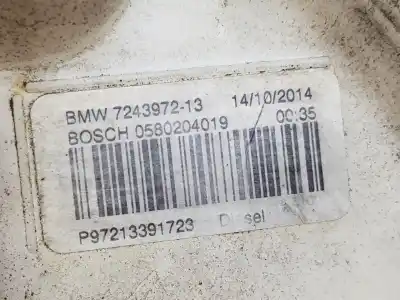 BMW 7243972-13 14/10/2014
BOSCH 0580204019 00:35
P97213391723 Diesel